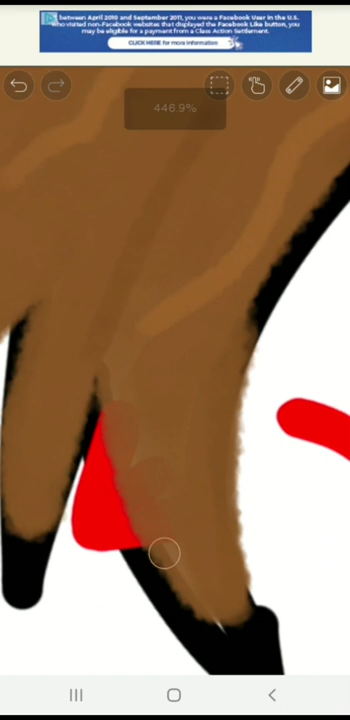 between April 2010 and September 2011, you were a Facebook User in the U.S.
who visited non-Facebook websites that displayed the Facebook Like button, you
may be eligible for a payment from a Class Action Settlement.
CLICK HERE for more information
446.9%